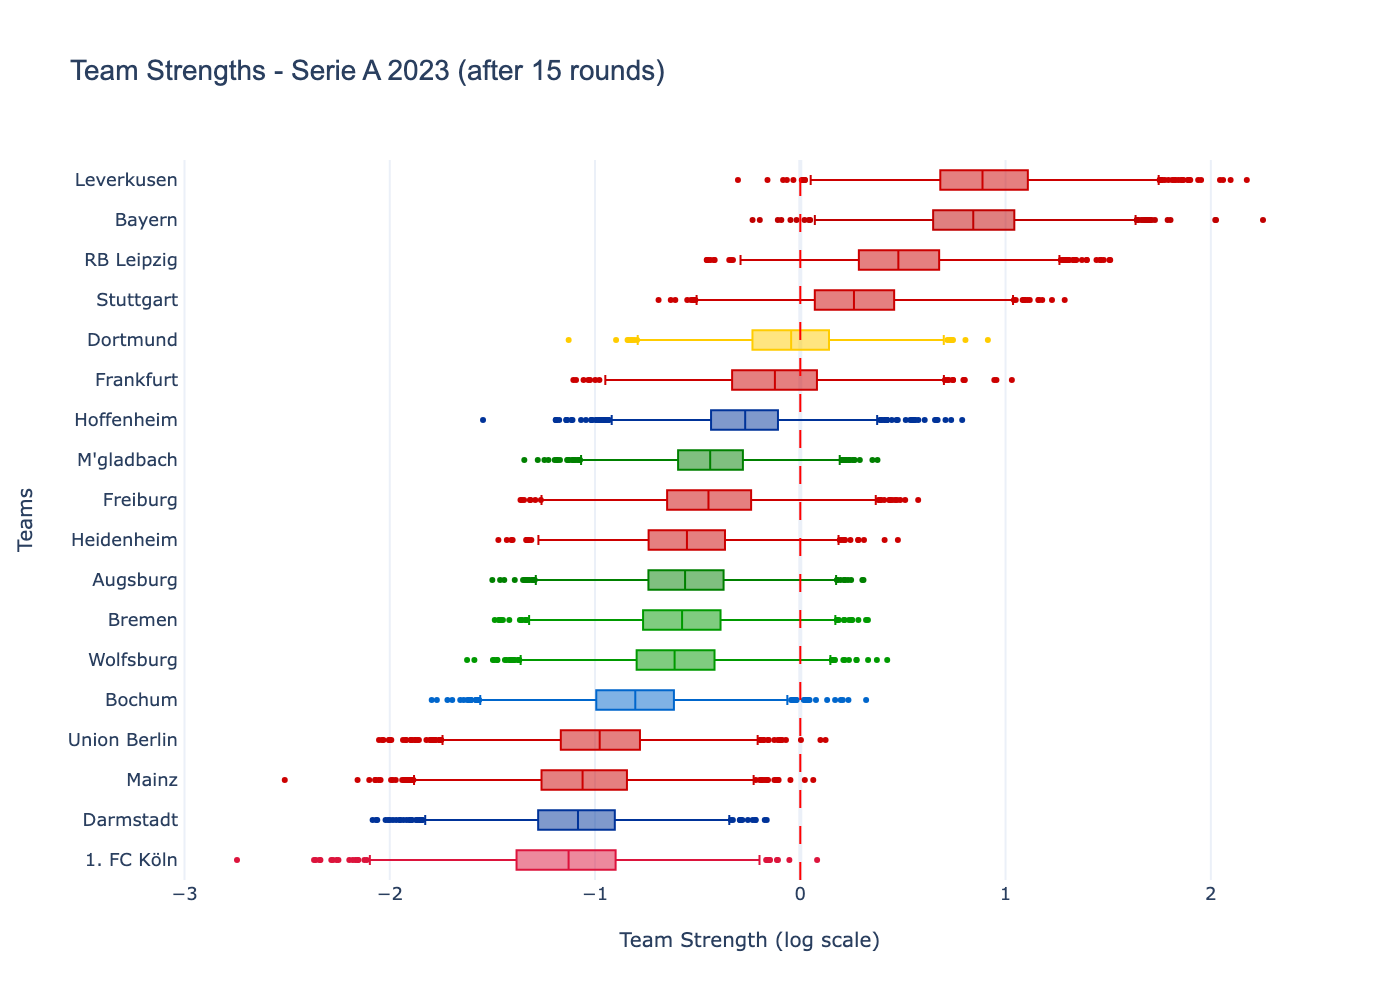 Team Strengths - Serie A 2023 (after 15 rounds)
Teams
Leverkusen
Bayern
RB Leipzig
Stuttgart
Dortmund
Frankfurt
Hoffenheim
M'gladbach
Freiburg
Heidenheim
Augsburg
Bremen
Wolfsburg
Bochum
Union Berlin
Mainz
Darmstadt
1. FC Köln
−3 −2 −1 0 1 2
Team Strength (log scale)